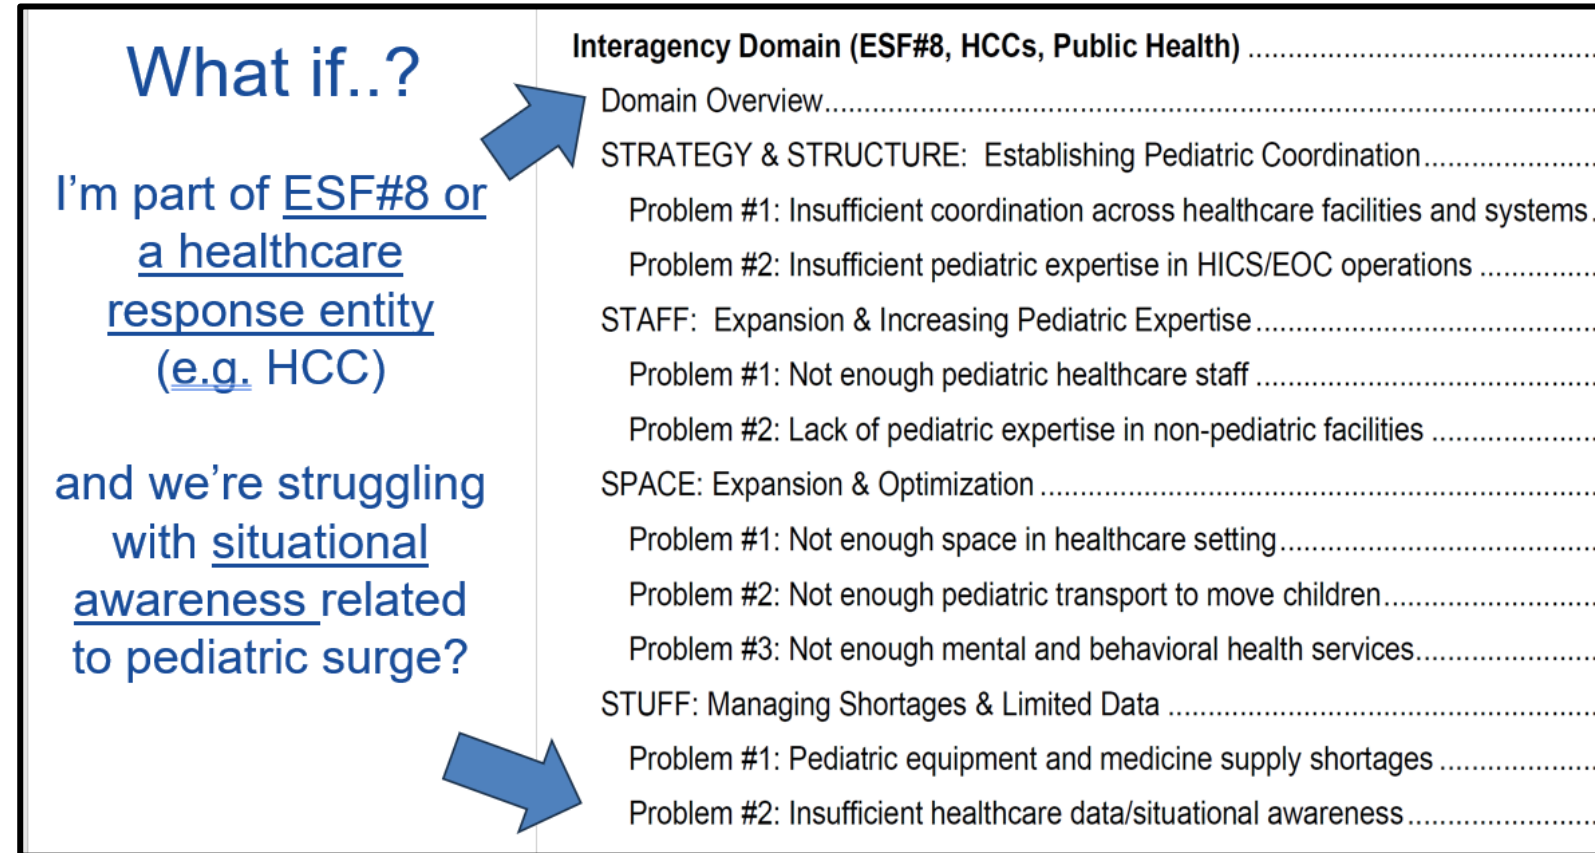 What if..?
I'm part of ESF#8 or
a healthcare
response entity
(e.g. HCC)
and we're struggling
with situational
awareness related
to pediatric surge?
Interagency Domain (ESF#8, HCCs, Public Health) ..........................................
Domain Overview..........................................................................................
STRATEGY & STRUCTURE:  Establishing Pediatric Coordination....................
Problem #1: Insufficient coordination across healthcare facilities and systems.
Problem #2: Insufficient pediatric expertise in HICS/EOC operations ..............
STAFF:  Expansion & Increasing Pediatric Expertise.........................................
Problem #1: Not enough pediatric healthcare staff .........................................
Problem #2: Lack of pediatric expertise in non-pediatric facilities ....................
SPACE: Expansion & Optimization ................................................................
Problem #1: Not enough space in healthcare setting......................................
Problem #2: Not enough pediatric transport to move children.........................
Problem #3: Not enough mental and behavioral health services......................
STUFF: Managing Shortages & Limited Data .................................................
Problem #1: Pediatric equipment and medicine supply shortages ...................
Problem #2: Insufficient healthcare data/situational awareness.......................